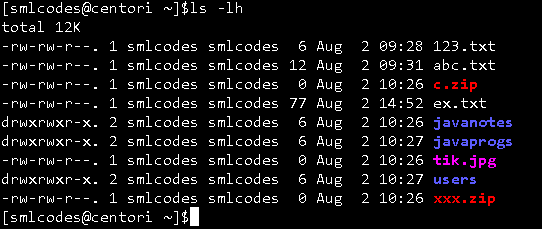 [smlcodes@centori ~]$ls -lh
total 12K
-rw-rw-r--. 1 smlcodes smlcodes  6 Aug  2 09:28 123.txt
-rw-rw-r--. 1 smlcodes smlcodes 12 Aug  2 09:31 abc.txt
-rw-rw-r--. 1 smlcodes smlcodes  0 Aug  2 10:26 c.zip
-rw-rw-r--. 1 smlcodes smlcodes 77 Aug  2 14:52 ex.txt
drwxrwxr-x. 2 smlcodes smlcodes  6 Aug  2 10:26 javanotes
drwxrwxr-x. 2 smlcodes smlcodes  6 Aug  2 10:27 javaprogs
-rw-rw-r--. 1 smlcodes smlcodes  0 Aug  2 10:26 tik.jpg
drwxrwxr-x. 2 smlcodes smlcodes  6 Aug  2 10:27 users
-rw-rw-r--. 1 smlcodes smlcodes  0 Aug  2 10:26 xxx.zip
[smlcodes@centori ~]$